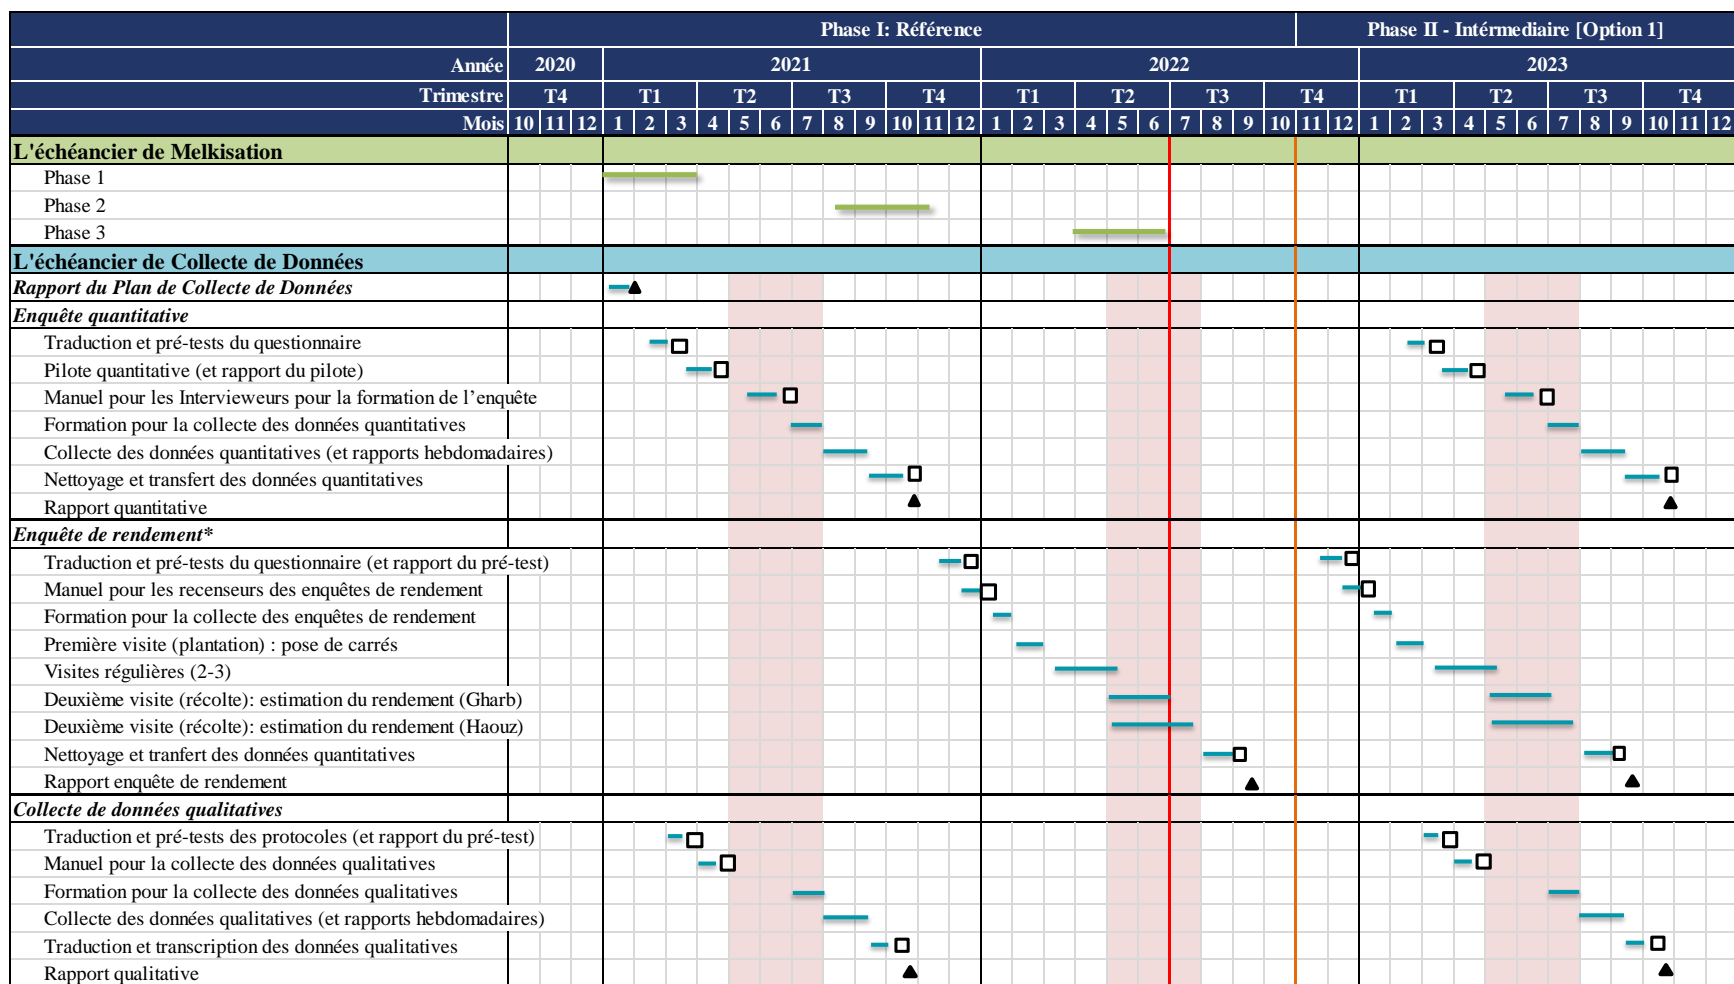 Phase I: Référence Phase II - Intérmediaire [Option 1]
Année 2020 2021 2022 2023
Trimestre T4 T1 T2 T3 T4 T1 T2 T3 T4 T1 T2 T3 T4
Mois 10 11 12 1 2 3 4 5 6 7 8 9 10 11 12 1 2 3 4 5 6 7 8 9 10 11 12 1 2 3 4 5 6 7 8 9 10 11 12
L'échéancier de Melkisation
Phase 1
Phase 2
Phase 3
L'échéancier de Collecte de Données
Rapport du Plan de Collecte de Données
Enquête quantitative
Traduction et pré-tests du questionnaire
Pilote quantitative (et rapport du pilote)
Manuel pour les Intervieweurs pour la formation de l’enquête
Formation pour la collecte des données quantitatives
Collecte des données quantitatives (et rapports hebdomadaires)
Nettoyage et transfert des données quantitatives
Rapport quantitative
Enquête de rendement*
Traduction et pré-tests du questionnaire (et rapport du pré-test)
Manuel pour les recenseurs des enquêtes de rendement
Formation pour la collecte des enquêtes de rendement
Première visite (plantation) : pose de carrés
Visites régulières (2-3)
Deuxième visite (récolte): estimation du rendement (Gharb)
Deuxième visite (récolte): estimation du rendement (Haouz)
Nettoyage et tranfert des données quantitatives
Rapport enquête de rendement
Collecte de données qualitatives
Traduction et pré-tests des protocoles (et rapport du pré-test)
Manuel pour la collecte des données qualitatives
Formation pour la collecte des données qualitatives
Collecte des données qualitatives (et rapports hebdomadaires)
Traduction et transcription des données qualitatives
Rapport qualitative